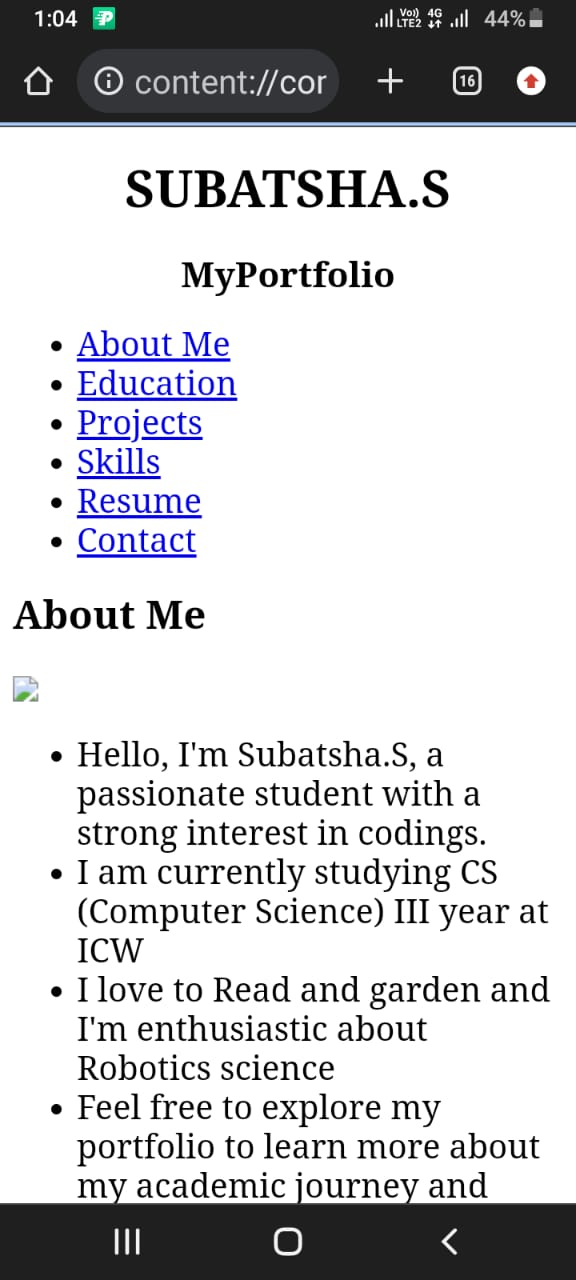 1:04
Vo)) 4G
LTE2
44%
content://cor
16
SUBATSHA.S
MyPortfolio
About Me
Education
Projects
Skills
Resume
Contact
About Me
Hello, I'm Subatsha.S, a
passionate student with a
strong interest in codings.
I am currently studying CS
(Computer Science) III year at
ICW
I love to Read and garden and
I'm enthusiastic about
Robotics science
Feel free to explore my
portfolio to learn more about
my academic journey and